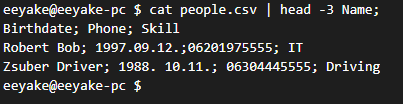 eeyake@eeyake-pc $ cat people.csv | head -3 Name;
Birthdate; Phone; Skill
Robert Bob; 1997.09.12.;06201975555; IT
Zsuber Driver; 1988. 10.11.; 06304445555; Driving
eeyake@eeyake-pc $